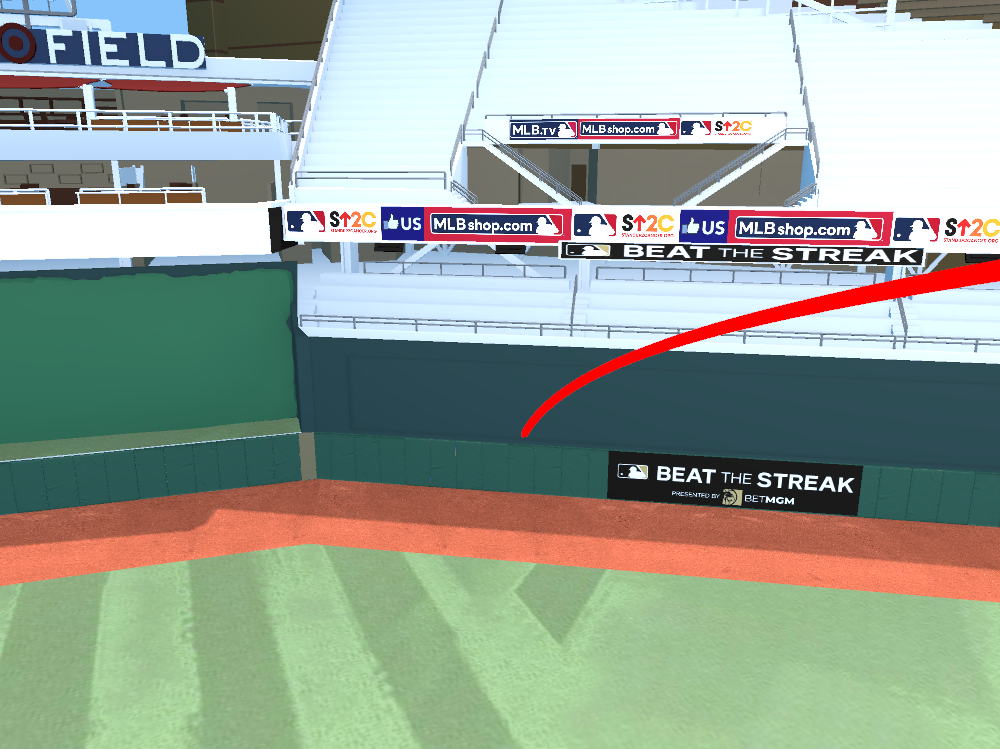 FIELD
MLB.TV MLBshop.com S↑2C
S↑2C US MLBshop.com S↑2C US MLBshop.com S↑2C
BEAT THE STREAK
BEAT THE STREAK
PRESENTED BY BETMGM